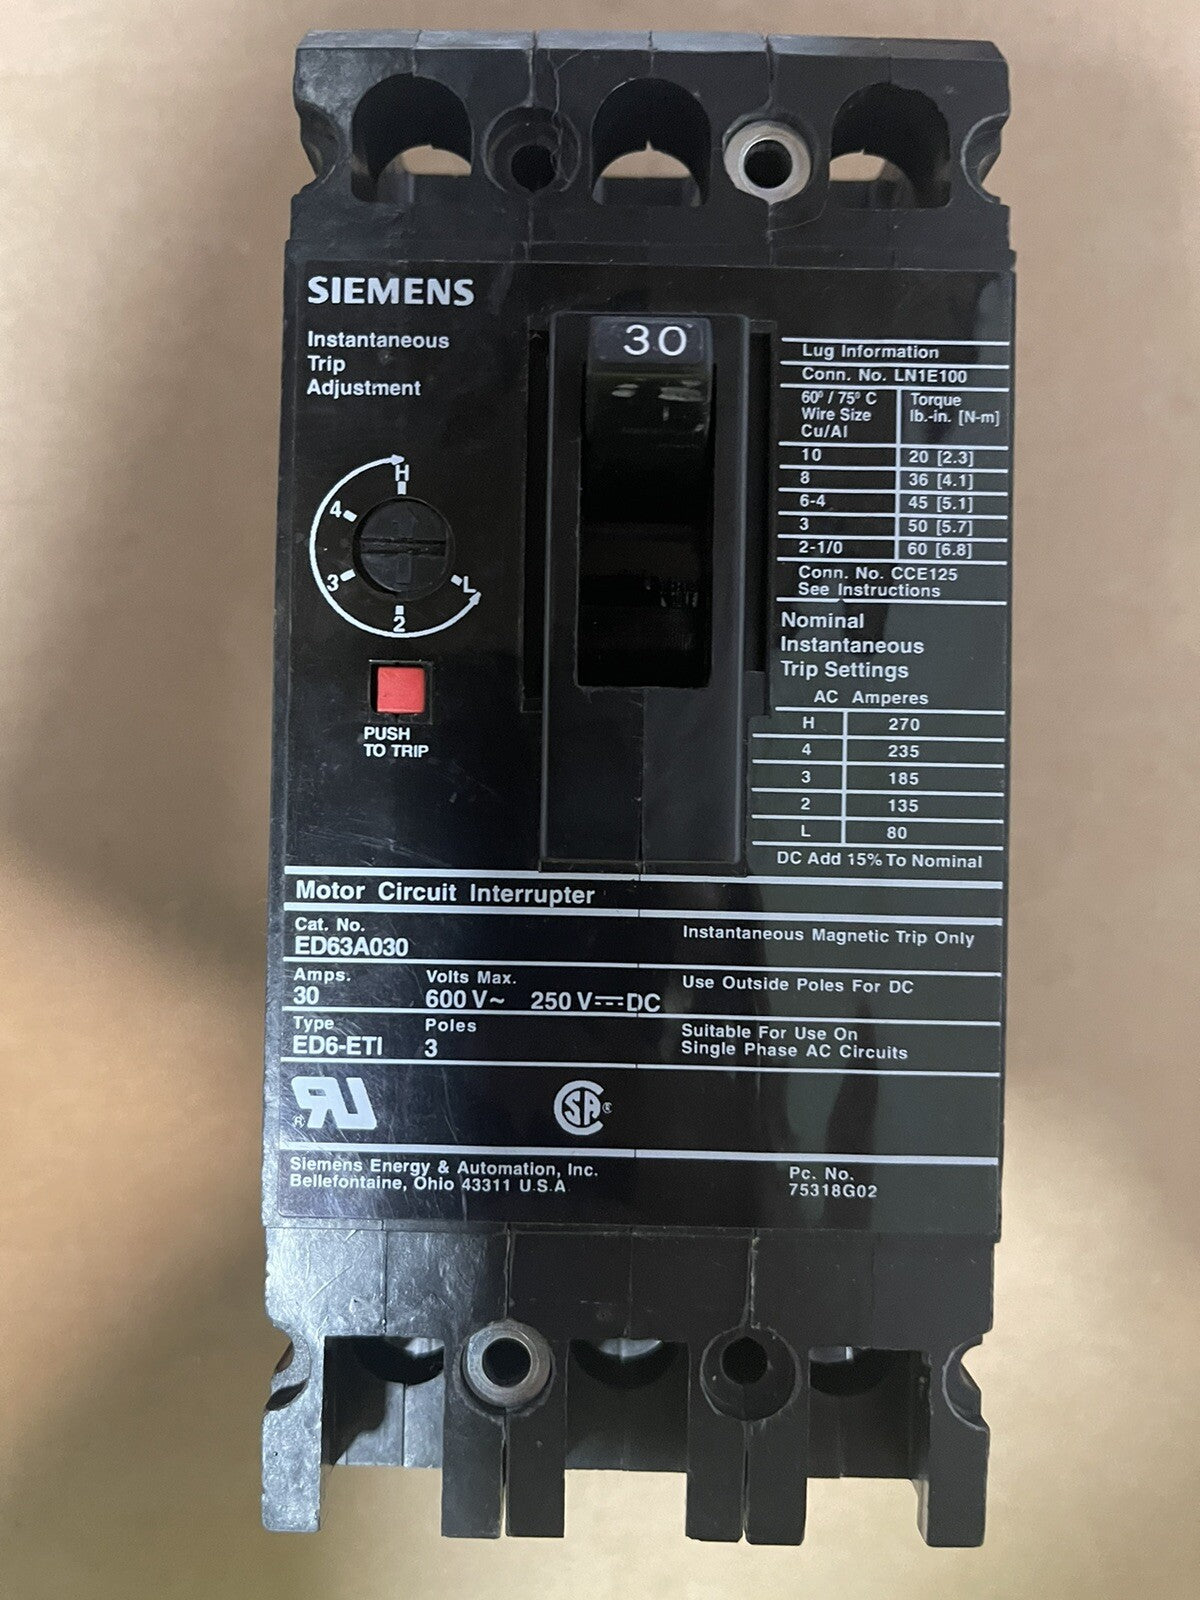 SIEMENS
Instantaneous
Trip
Adjustment
H
4
3
2
L
PUSH
TO TRIP
30
Lug Information
Conn. No. LN1E100
60º / 75º C
Wire Size
Cu/Al
Torque
lb.-in. [N-m]
10 20 [2.3]
8 36 [4.1]
6-4 45 [5.1]
3 50 [5.7]
2-1/0 60 [6.8]
Conn. No. CCE125
See Instructions
Nominal
Instantaneous
Trip Settings
AC Amperes
H 270
4 235
3 185
2 135
L 80
DC Add 15% To Nominal
Motor Circuit Interrupter
Cat. No.
ED63A030
Instantaneous Magnetic Trip Only
Amps.
30
Volts Max.
600 V~ 250 V⎓DC
Use Outside Poles For DC
Type
ED6-ETI
Poles
3
Suitable For Use On
Single Phase AC Circuits
RU®
SA®
Siemens Energy & Automation, Inc.
Bellefontaine, Ohio 43311 U.S.A.
Pc. No.
75318G02